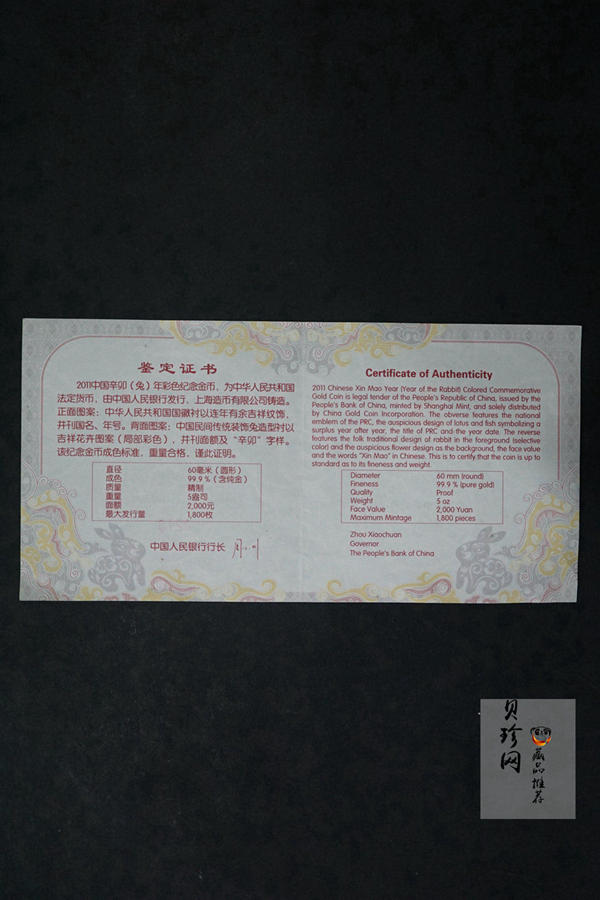 鉴定证书
2011中国辛卯（兔）年彩色纪念金币，为中华人民共和国
法定货币，由中国人民银行发行，上海造币有限公司铸造。
正面图案：中华人民共和国国徽衬以连年有余吉祥纹饰，
并刊国名、年号。背面图案：中国民间传统装饰兔造型衬以
吉祥花卉图案（局部彩色），并刊面额及“辛卯”字样。
该纪念金币成色标准，重量合格，谨此证明。
直径 60毫米（圆形）
成色 99.9％（含纯金）
质量 精制
重量 5盎司
面额 2,000元
最大发行量 1,800枚
中国人民银行行长
Certificate of Authenticity
2011 Chinese Xin Mao Year (Year of the Rabbit) Colored Commemorative
Gold Coin is legal tender of the People's Republic of China, issued by the
People's Bank of China, minted by Shanghai Mint, and solely distributed
by China Gold Coin Incorporation. The obverse features the national
emblem of the PRC, the auspicious design of lotus and fish symbolizing a
surplus year after year, the title of PRC and the year date. The reverse
features the folk traditional design of rabbit in the foreground (selective
color) and the auspicious flower design as the background, the face value
and the words "Xin Mao" in Chinese. This is to certify that the coin is up to
standard as to its fineness and weight.
Diameter 60 mm (round)
Fineness 99.9 % (pure gold)
Quality Proof
Weight 5 oz
Face Value 2,000 Yuan
Maximum Mintage 1,800 pieces
Zhou Xiaochuan
Governor
The People's Bank of China
贝珍网
藏品推荐